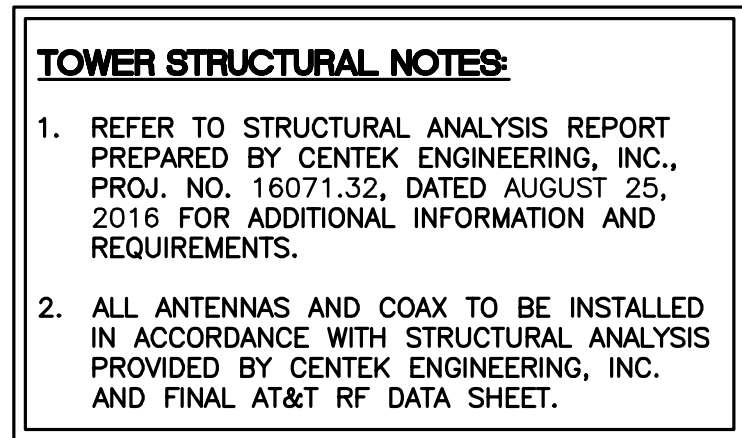 TOWER STRUCTURAL NOTES:
1. REFER TO STRUCTURAL ANALYSIS REPORT
PREPARED BY CENTEK ENGINEERING, INC.,
PROJ. NO. 16071.32, DATED AUGUST 25,
2016 FOR ADDITIONAL INFORMATION AND
REQUIREMENTS.
2. ALL ANTENNAS AND COAX TO BE INSTALLED
IN ACCORDANCE WITH STRUCTURAL ANALYSIS
PROVIDED BY CENTEK ENGINEERING, INC.
AND FINAL AT&T RF DATA SHEET.